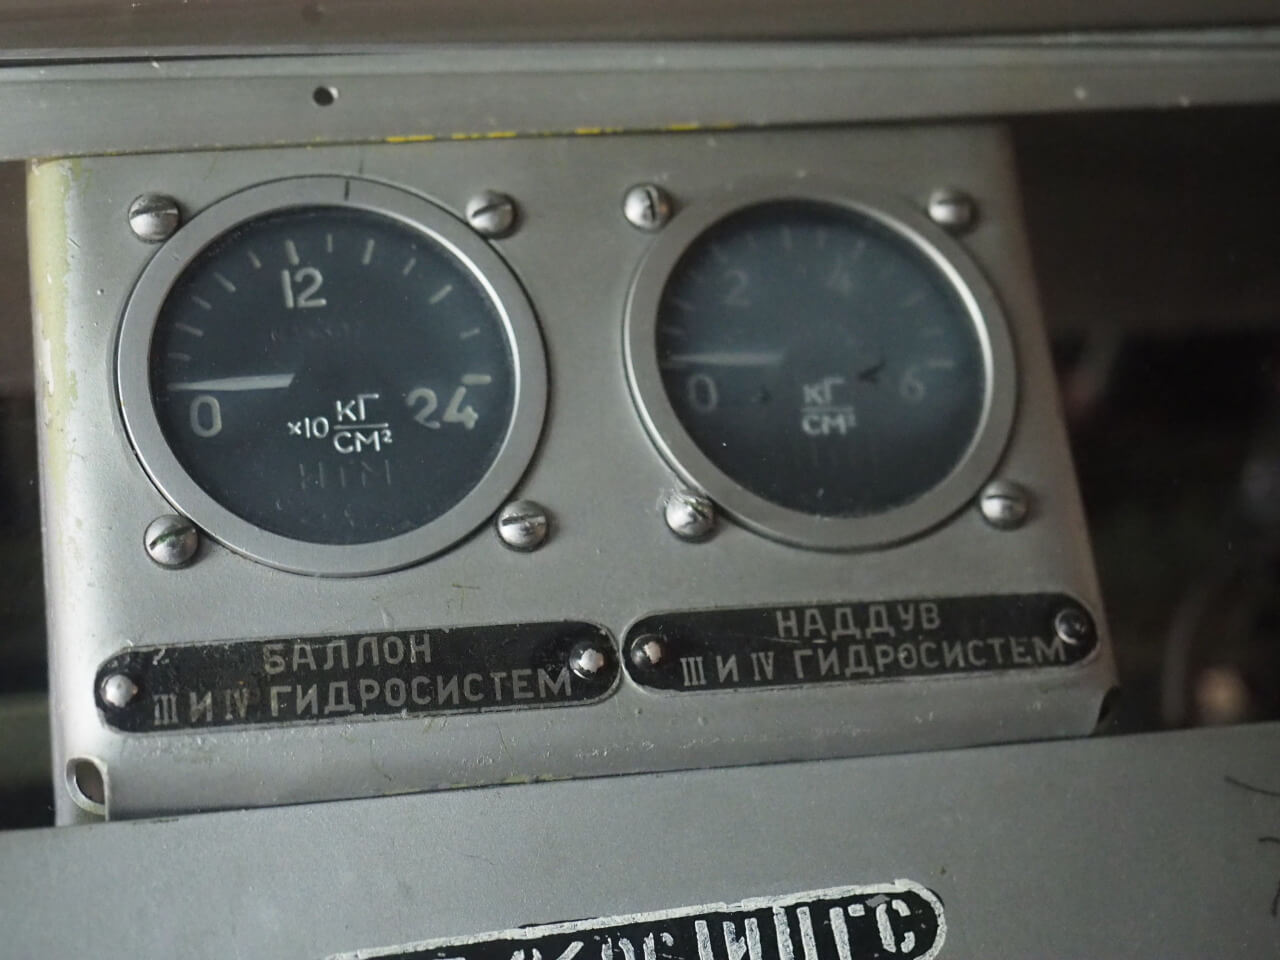 12
0
24
×10 КГ
СМ²
2
4
0
6
КГ
СМ²
БАЛЛОН
III И IV ГИДРОСИСТЕМ
НАДДУВ
III И IV ГИДРОСИСТЕМ